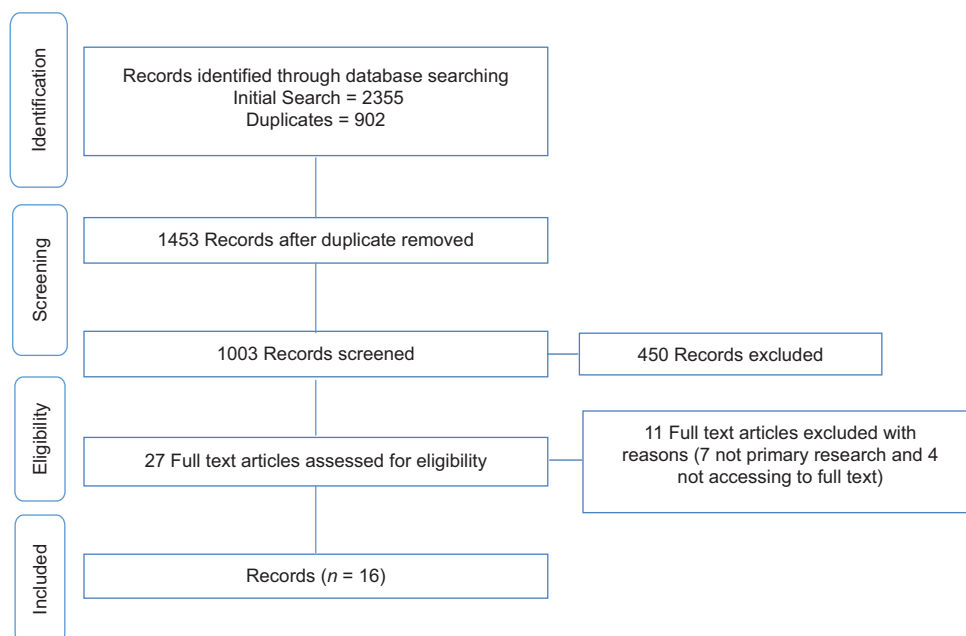 Identification
Records identified through database searching
Initial Search = 2355
Duplicates = 902
Screening
1453 Records after duplicate removed
1003 Records screened
450 Records excluded
Eligibility
27 Full text articles assessed for eligibility
11 Full text articles excluded with
reasons (7 not primary research and 4
not accessing to full text)
Included
Records (n = 16)